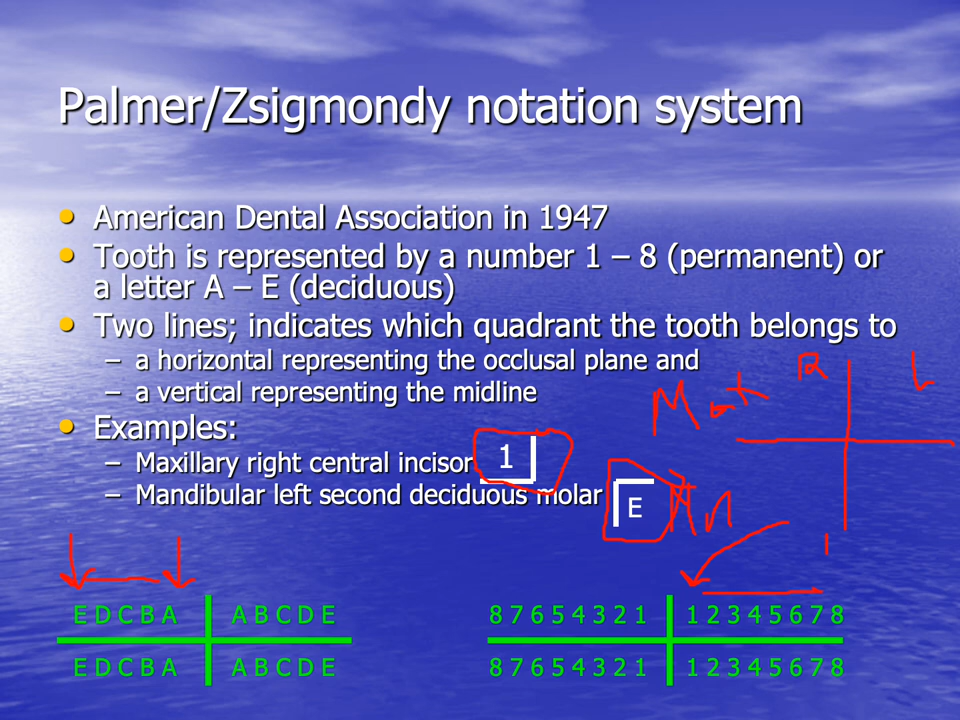 Palmer/Zsigmondy notation system
• American Dental Association in 1947
• Tooth is represented by a number 1 – 8 (permanent) or
a letter A – E (deciduous)
• Two lines; indicates which quadrant the tooth belongs to
– a horizontal representing the occlusal plane and
– a vertical representing the midline
R L
• Examples:
– Maxillary right central incisor 1
– Mandibular left second deciduous molar E
E D C B A A B C D E
E D C B A A B C D E
8 7 6 5 4 3 2 1 1 2 3 4 5 6 7 8
8 7 6 5 4 3 2 1 1 2 3 4 5 6 7 8